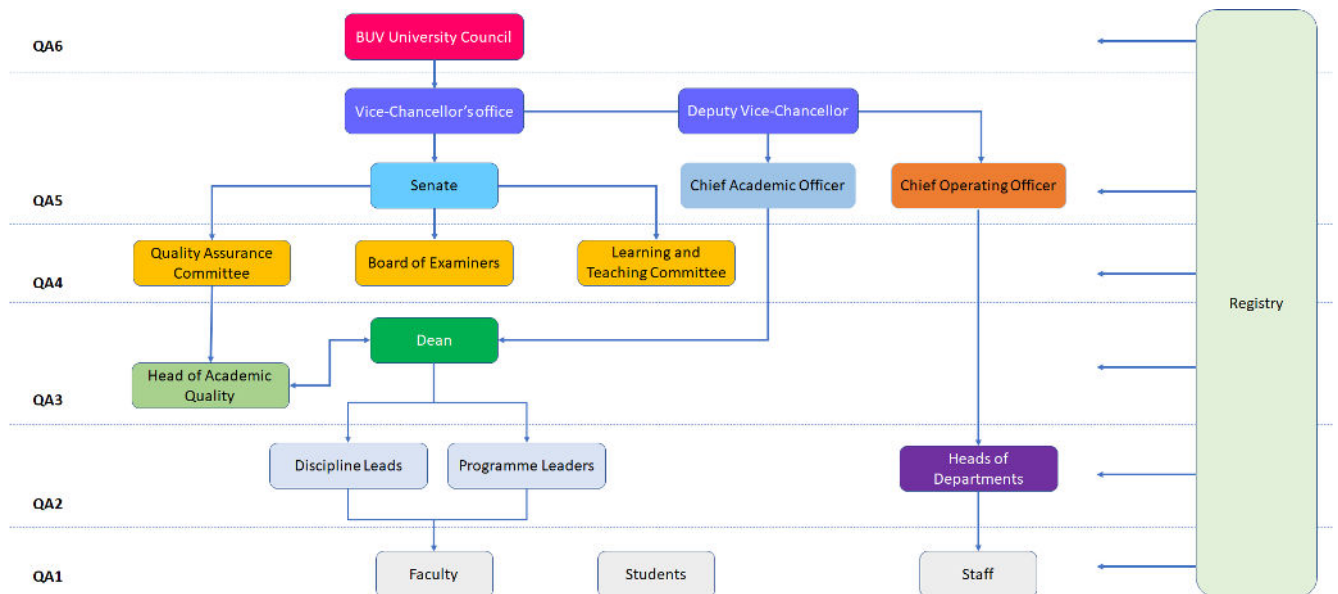 QA6
BUV University Council
Vice-Chancellor's office
Deputy Vice-Chancellor
QA5
Senate
Chief Academic Officer
Chief Operating Officer
QA4
Quality Assurance
Committee
Board of Examiners
Learning and
Teaching Committee
Registry
QA3
Dean
Head of Academic
Quality
QA2
Discipline Leads
Programme Leaders
Heads of
Departments
QA1
Faculty
Students
Staff